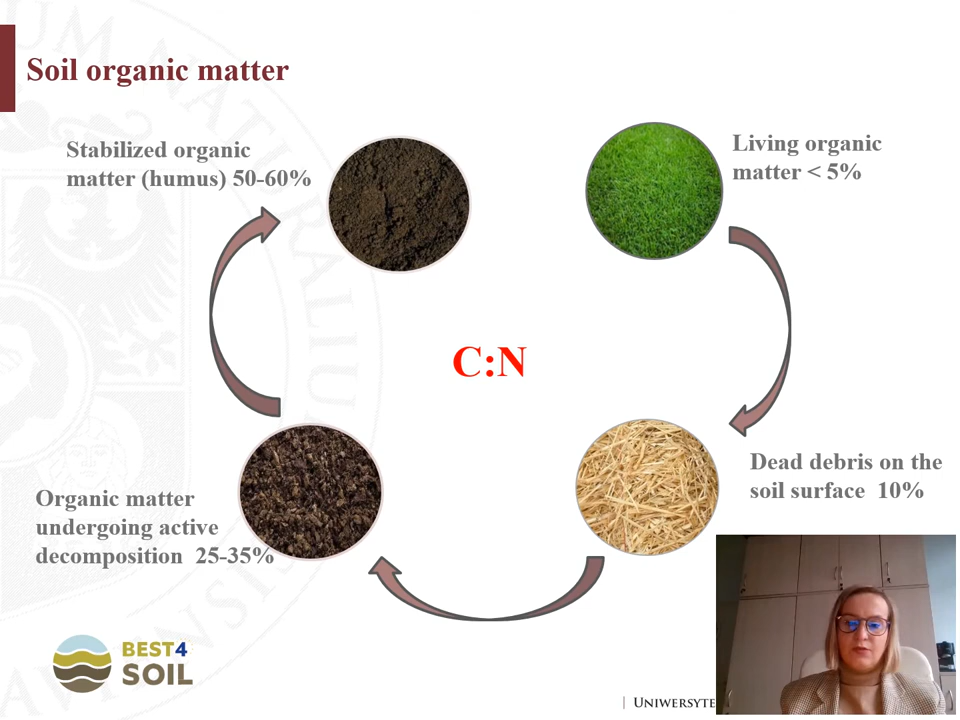 Soil organic matter
Stabilized organic
matter (humus) 50-60%
Living organic
matter < 5%
C:N
Dead debris on the
soil surface 10%
Organic matter
undergoing active
decomposition 25-35%
BEST4
SOIL